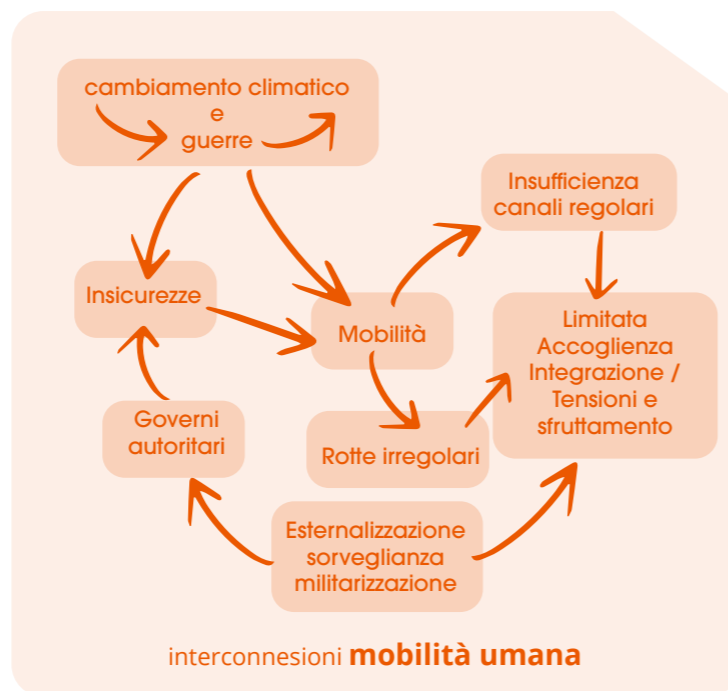 cambiamento climatico
e
guerre
Insufficienza
canali regolari
Insicurezze
Mobilità
Limitata
Accoglienza
Integrazione /
Tensioni e
sfruttamento
Governi
autoritari
Rotte irregolari
Esternalizzazione
sorveglianza
militarizzazione
interconnesioni mobilità umana